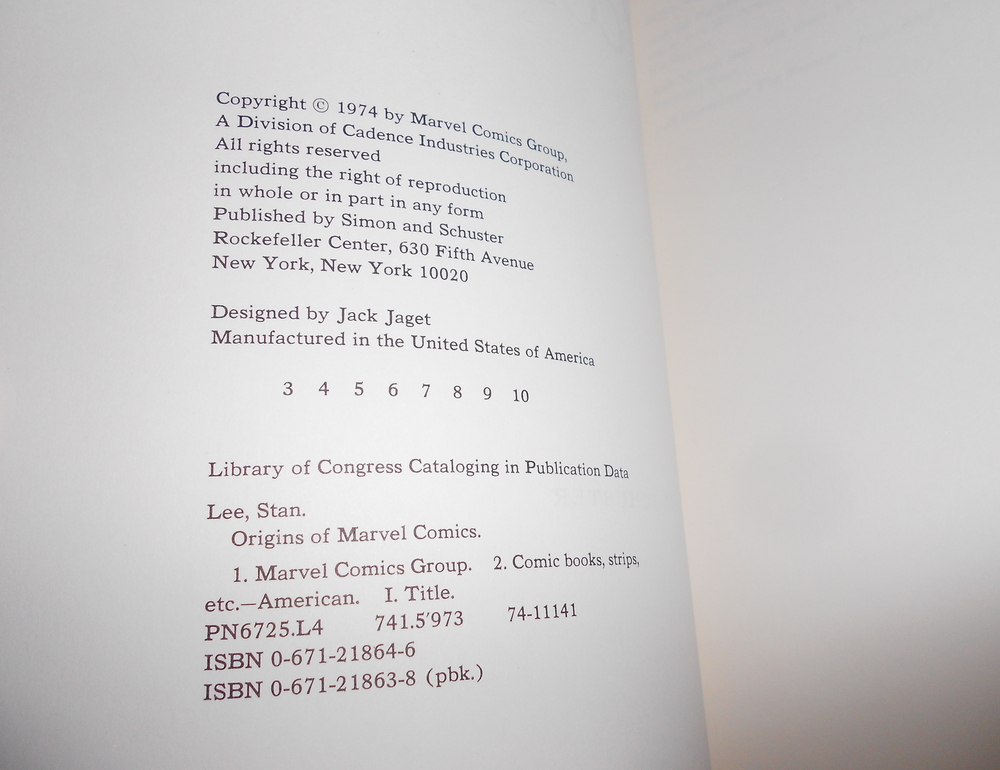 Copyright © 1974 by Marvel Comics Group,
A Division of Cadence Industries Corporation
All rights reserved
including the right of reproduction
in whole or in part in any form
Published by Simon and Schuster
Rockefeller Center, 630 Fifth Avenue
New York, New York 10020
Designed by Jack Jaget
Manufactured in the United States of America
3 4 5 6 7 8 9 10
Library of Congress Cataloging in Publication Data
Lee, Stan.
Origins of Marvel Comics.
1. Marvel Comics Group. 2. Comic books, strips,
etc.—American. I. Title.
PN6725.L4 741.5′973 74-11141
ISBN 0-671-21864-6
ISBN 0-671-21863-8 (pbk.)